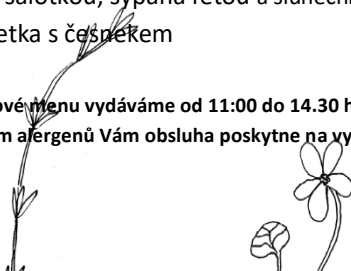 sypaná fetou a
etka s česnekem
ové menu vydáváme od 11:00 do 14.30 h
m alergenů Vám obsluha poskytne na vy